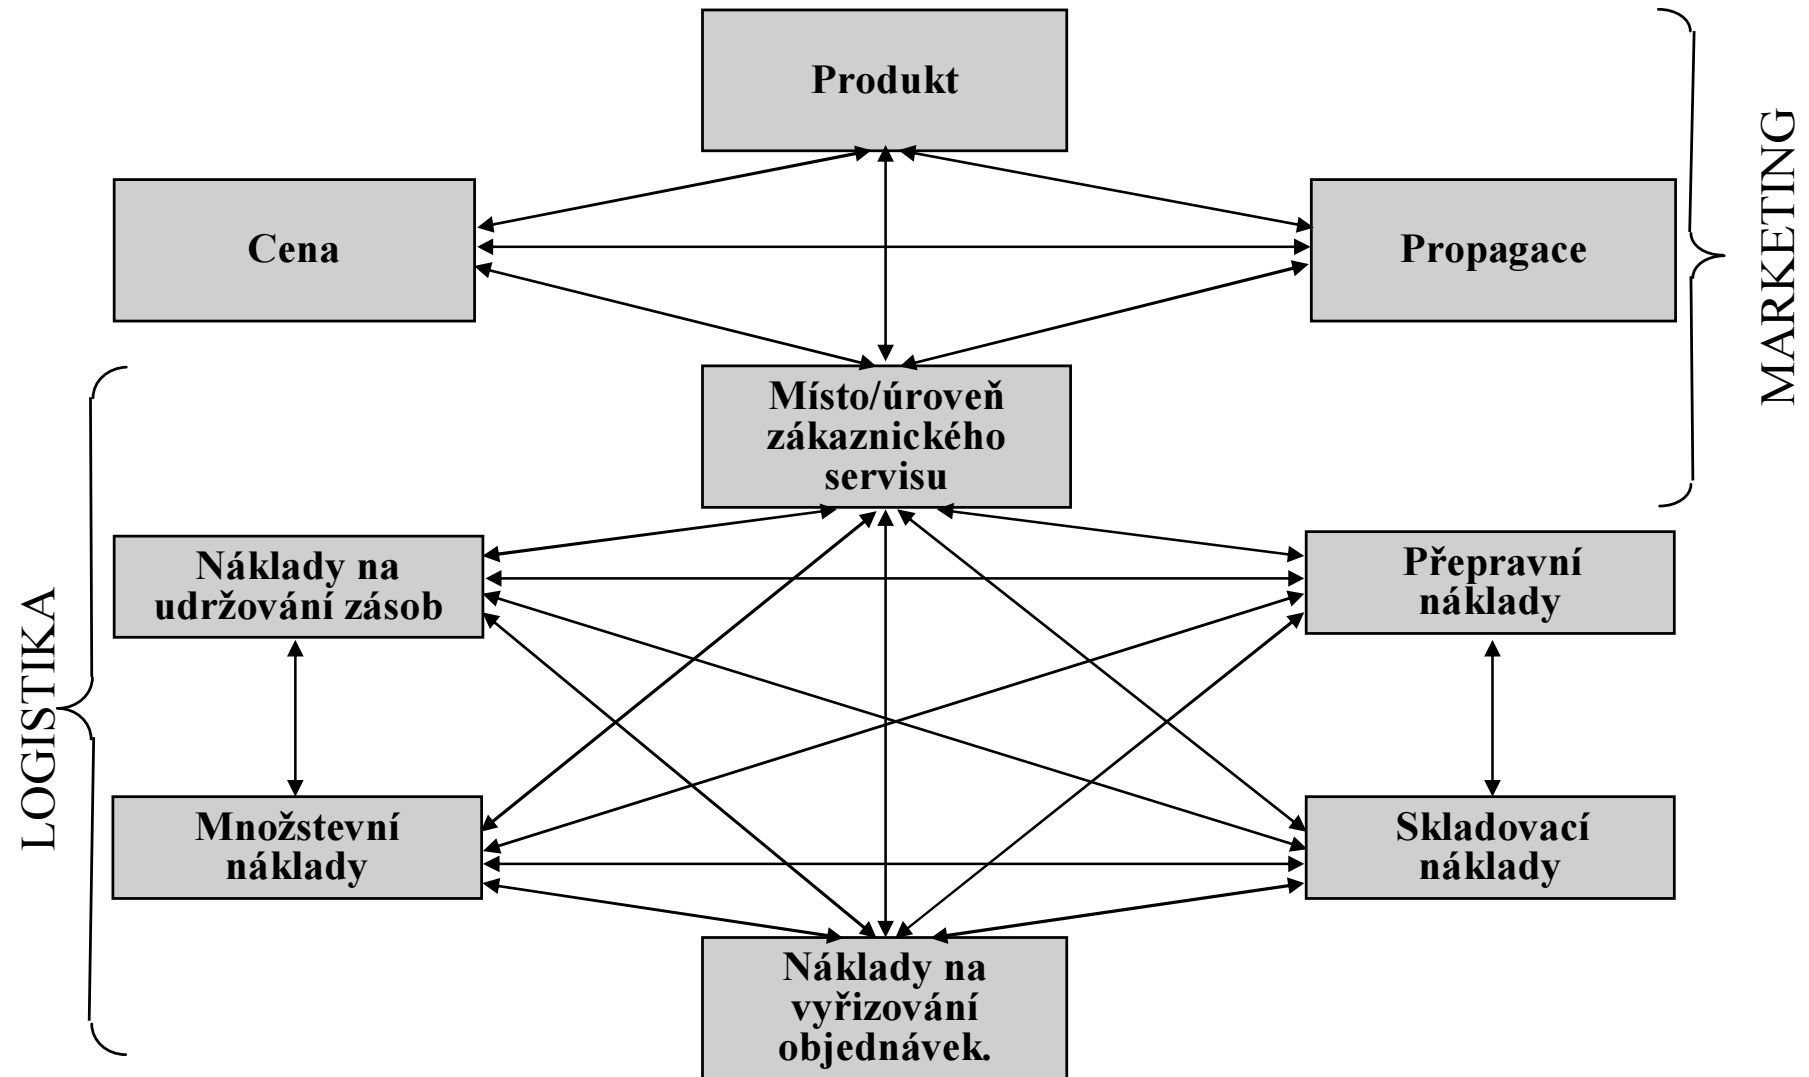 Produkt
Cena
Propagace
MARKETING
Místo/úroveň
zákaznického
servisu
Náklady na
udržování zásob
Přepravní
náklady
LOGISTIKA
Množstevní
náklady
Skladovací
náklady
Náklady na
vyřizování
objednávek.